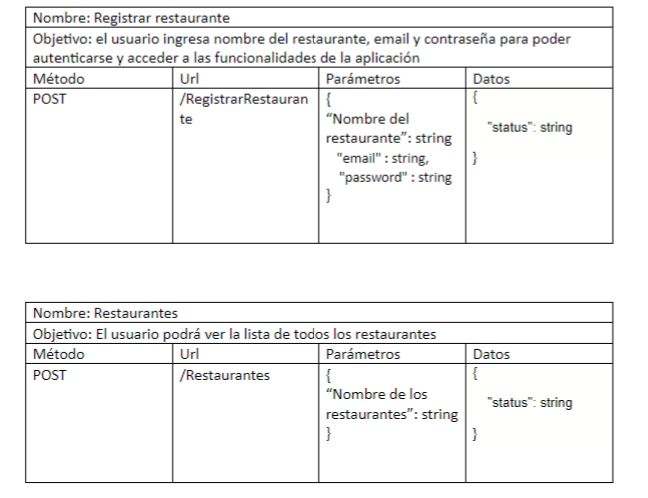 Nombre: Registrar restaurante
Objetivo: el usuario ingresa nombre del restaurante, email y contraseña para poder
autenticarse y acceder a las funcionalidades de la aplicación
Método Url Parámetros Datos
POST
/RegistrarRestauran
te
{
“Nombre del
restaurante”: string
"email" : string,
"password" : string
}
{
"status": string
}
Nombre: Restaurantes
Objetivo: El usuario podrá ver la lista de todos los restaurantes
Método Url Parámetros Datos
POST
/Restaurantes
{
“Nombre de los
restaurantes”: string
}
{
"status": string
}